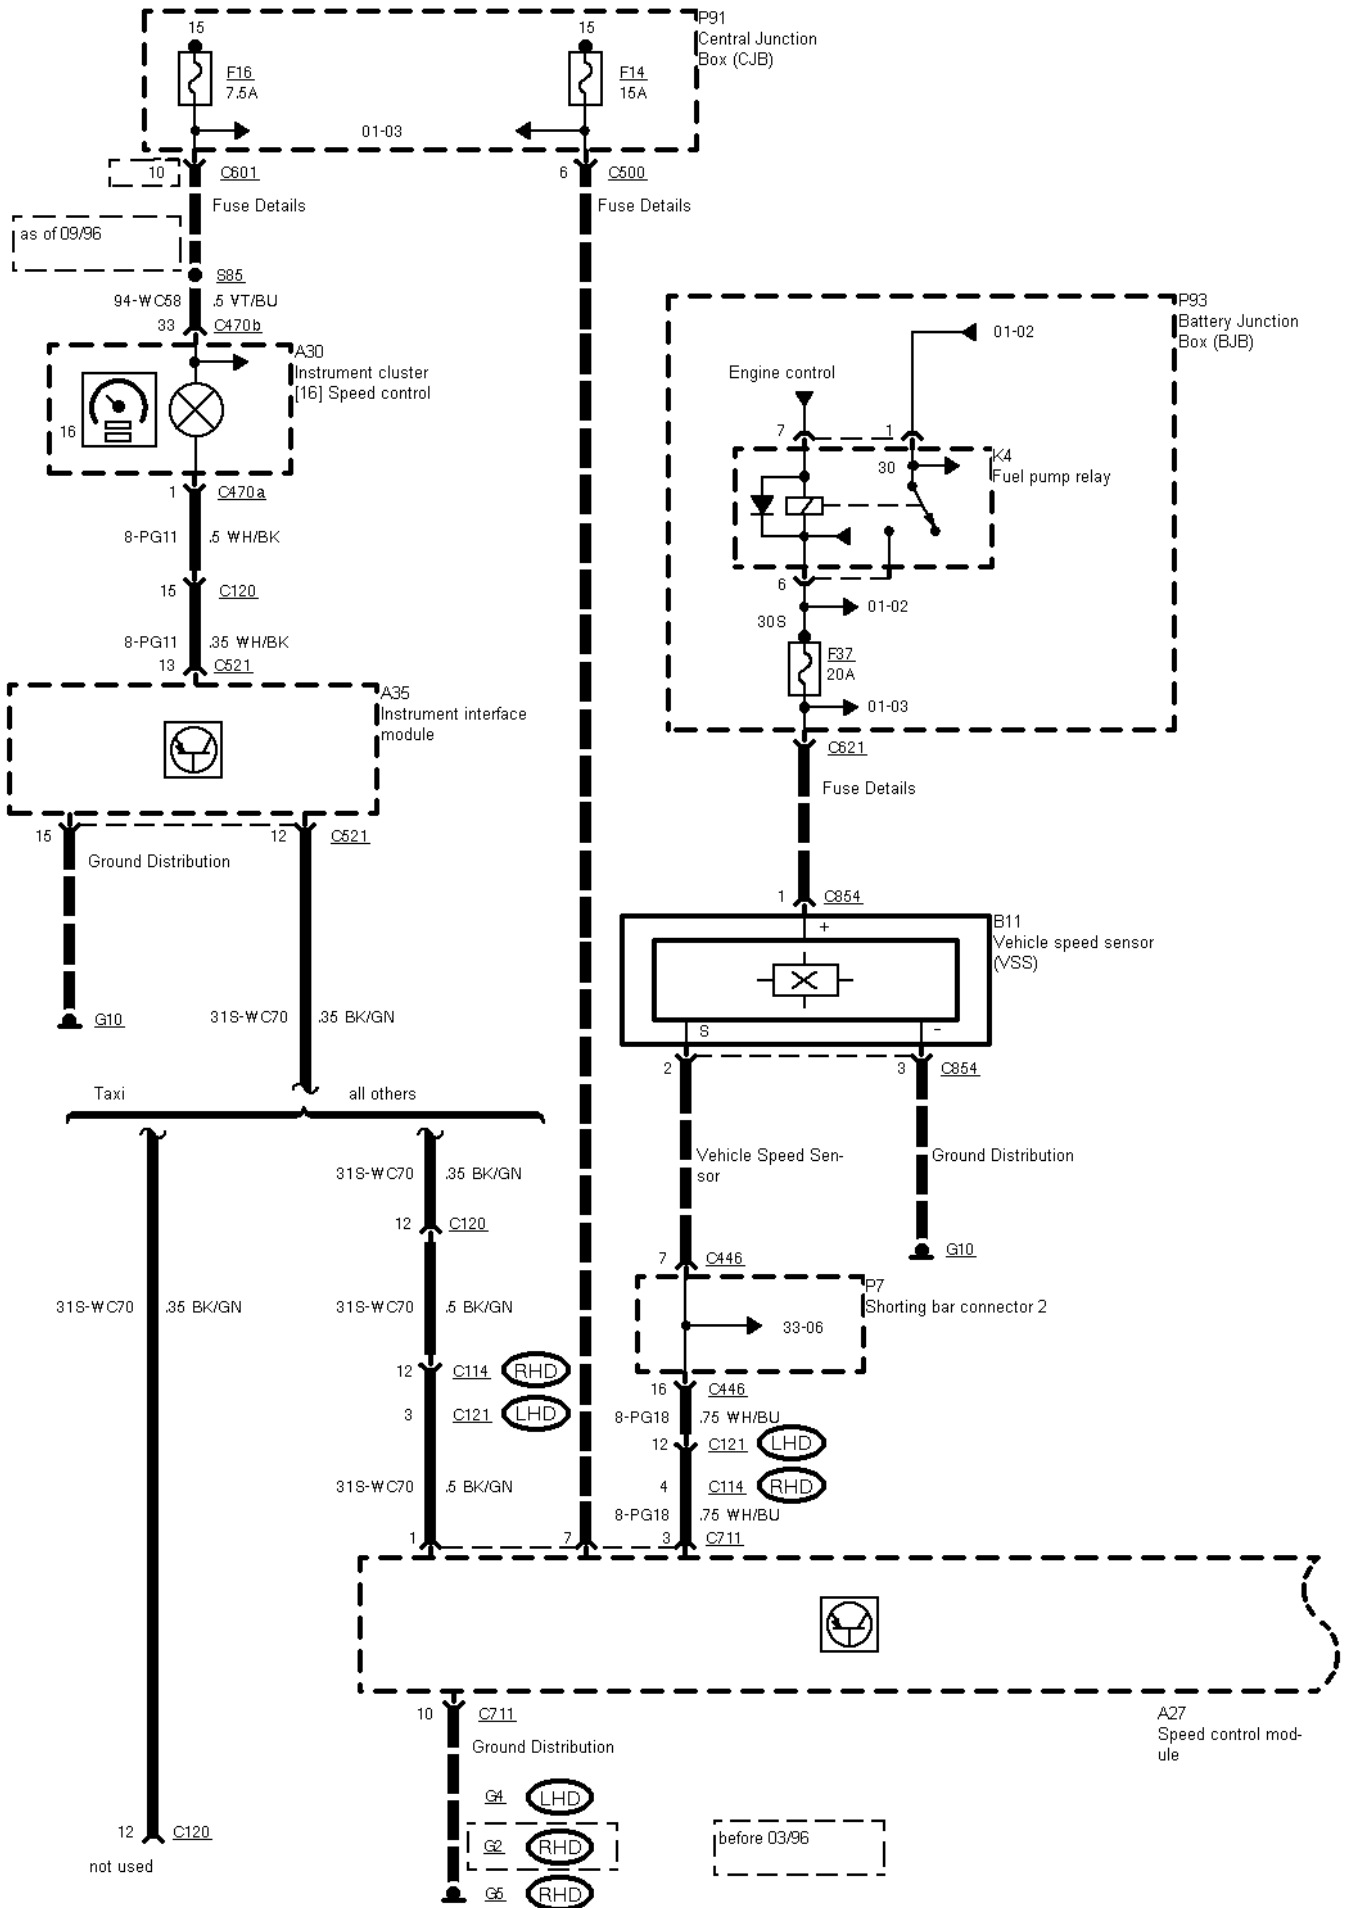 15
15
P91
Central Junction
Box (CJB)
F16
7.5A
F14
15A
01-03
10
C601
6
C500
Fuse Details
Fuse Details
as of 09/96
S85
94-WC58
.5 VT/BU
33
C470b
A30
Instrument cluster
[16] Speed control
16
P93
Battery Junction
Box (BJB)
01-02
Engine control
7
1
K4
Fuel pump relay
30
1
C470a
8-PG11
.5 WH/BK
15
C120
6
01-02
30S
8-PG11
.35 WH/BK
13
C521
F37
20A
A35
Instrument interface
module
01-03
C621
Fuse Details
15
12
C521
Ground Distribution
1
C854
+
B11
Vehicle speed sensor
(VSS)
G10
31S-WC70
.35 BK/GN
S
-
2
3
C854
Taxi
all others
Vehicle Speed Sen-
sor
Ground Distribution
31S-WC70
.35 BK/GN
12
C120
7
C446
G10
P7
Shorting bar connector 2
31S-WC70
.35 BK/GN
31S-WC70
.5 BK/GN
33-06
12
C114
RHD
3
C121
LHD
16
C446
8-PG18
.75 WH/BU
12
C121
LHD
4
C114
RHD
31S-WC70
.5 BK/GN
8-PG18
.75 WH/BU
1
7
3
C711
10
C711
A27
Speed control mod-
ule
Ground Distribution
G4
LHD
G2
RHD
before 03/96
12
C120
not used
G5
RHD